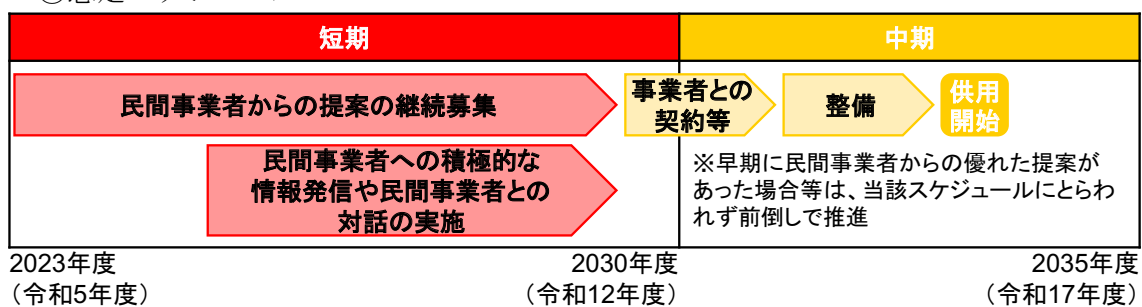 短期
中期
民間事業者からの提案の継続募集
事業者との
契約等
整備
供用
開始
民間事業者への積極的な
情報発信や民間事業者との
対話の実施
※早期に民間事業者からの優れた提案が
あった場合等は、当該スケジュールにとらわ
れず前倒しで推進
2023年度
（令和5年度）
2030年度
（令和12年度）
2035年度
（令和17年度）